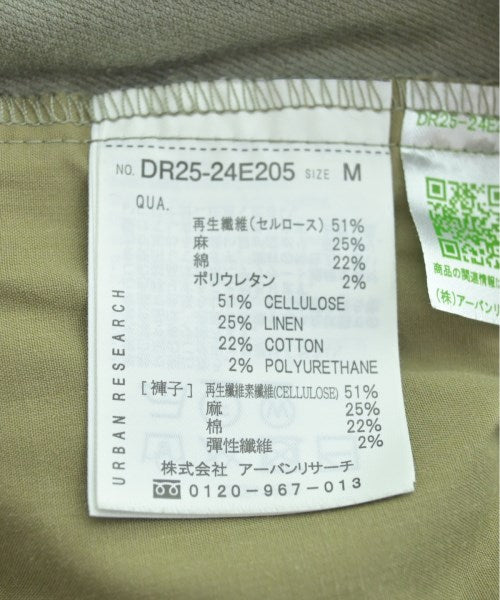 NO. DR25-24E205 SIZE M
QUA.
再生繊維(セルロース) 51%
麻 25%
綿 22%
ポリウレタン 2%
51% CELLULOSE
25% LINEN
22% COTTON
2% POLYURETHANE
[褲子] 再生纖維素纖維(CELLULOSE) 51%
麻 25%
棉 22%
彈性纖維 2%
株式会社 アーバンリサーチ
0120-967-013
URBAN RESEARCH
DR25-24E
商品の関連情報は
(株)アーバンリ